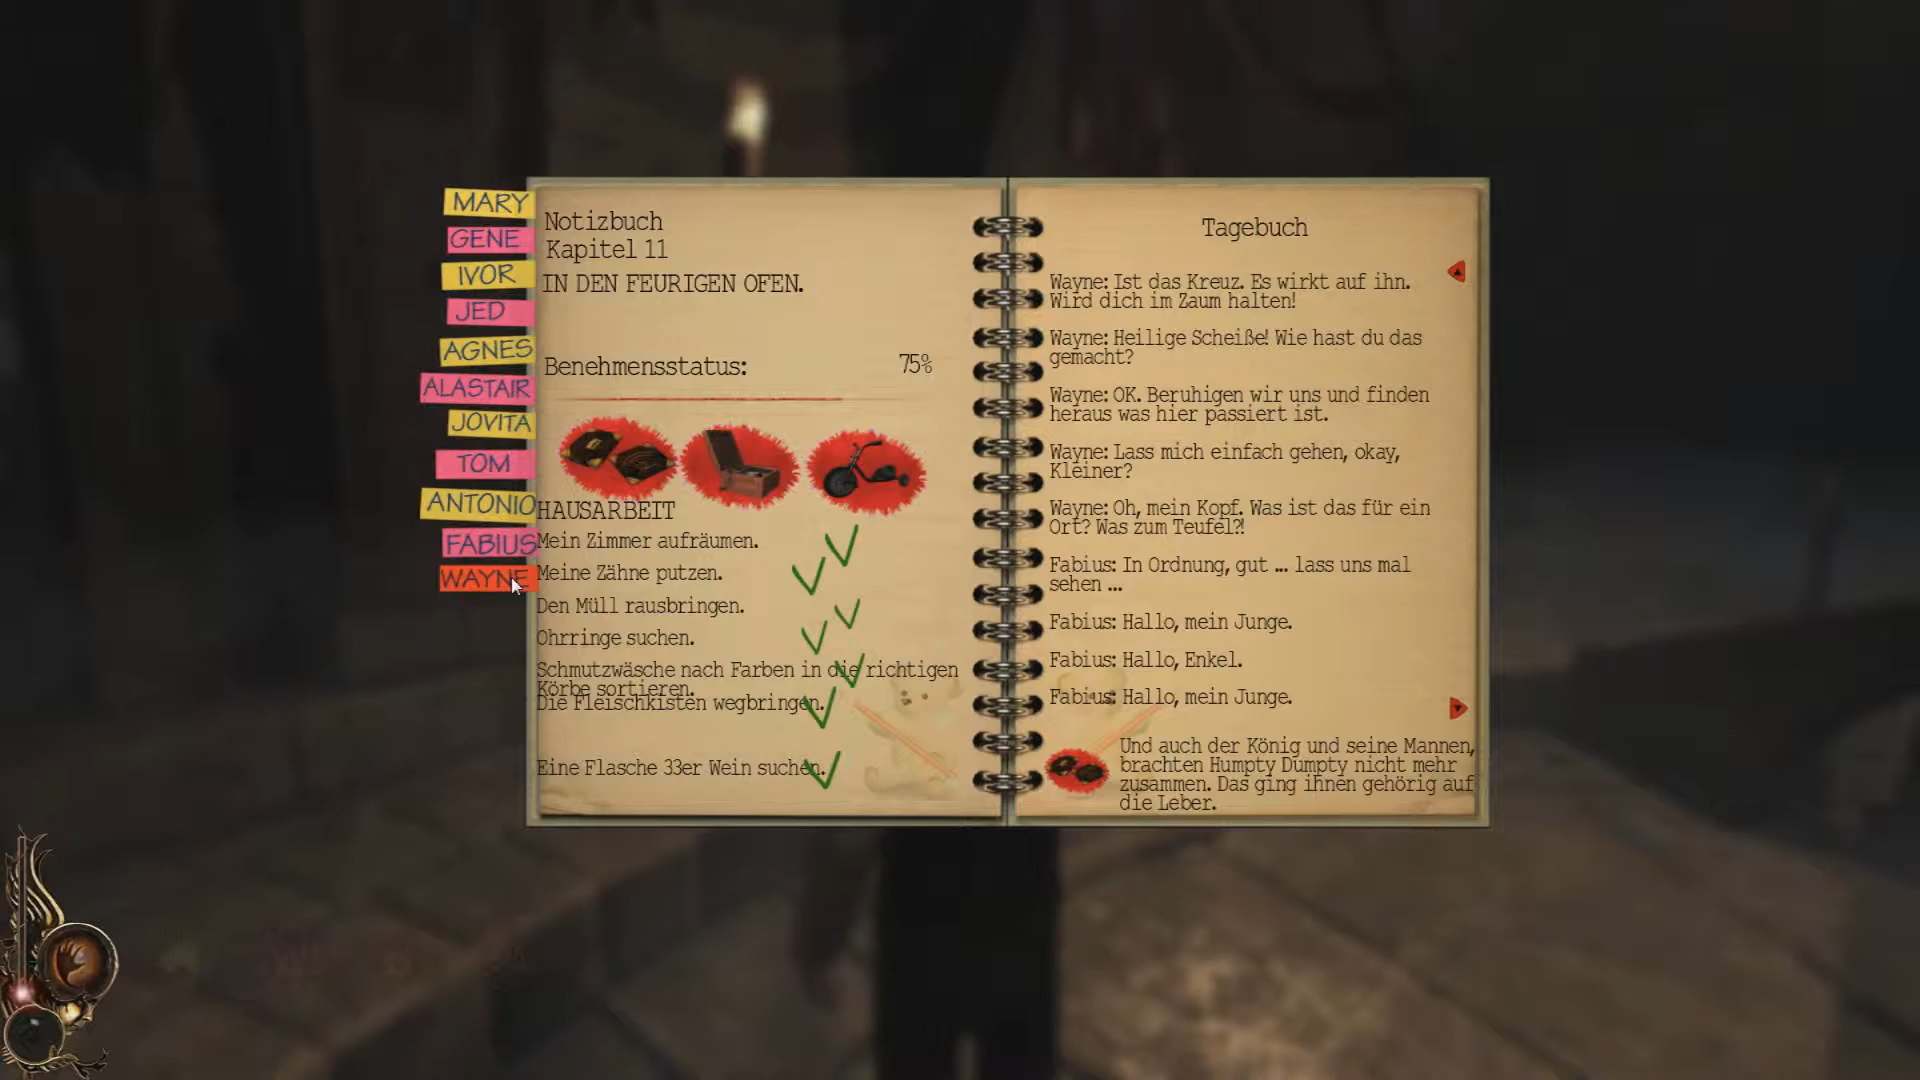 MARY
GENE
IVOR
JED
AGNES
ALASTAIR
JOVITA
TOM
ANTONIO
FABIUS
WAYNE
Notizbuch
Kapitel 11
IN DEN FEURIGEN OFEN.
Benehmensstatus: 75%
HAUSARBEIT
Mein Zimmer aufräumen.
Meine Zähne putzen.
Den Müll rausbringen.
Ohrringe suchen.
Schmutzwäsche nach Farben in die richtigen
Körbe sortieren.
Die Fleischkisten wegbringen.
Eine Flasche 33er Wein suchen.
Tagebuch
Wayne: Ist das Kreuz. Es wirkt auf ihn.
Wird dich im Zaum halten!
Wayne: Heilige Scheiße! Wie hast du das
gemacht?
Wayne: OK. Beruhigen wir uns und finden
heraus was hier passiert ist.
Wayne: Lass mich einfach gehen, okay,
Kleiner?
Wayne: Oh, mein Kopf. Was ist das für ein
Ort? Was zum Teufel?!
Fabius: In Ordnung, gut ... lass uns mal
sehen ...
Fabius: Hallo, mein Junge.
Fabius: Hallo, Enkel.
Fabius: Hallo, mein Junge.
Und auch der König und seine Mannen,
brachten Humpty Dumpty nicht mehr
zusammen. Das ging ihnen gehörig auf
die Leber.